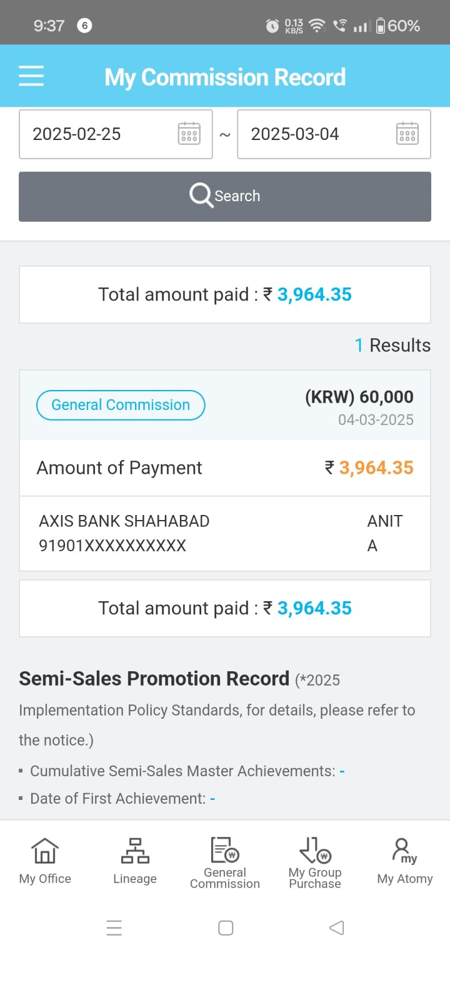 9:37 6 0.13 KB/S 60%
My Commission Record
2025-02-25 ~ 2025-03-04
Search
Total amount paid : ₹ 3,964.35
1 Results
General Commission (KRW) 60,000
04-03-2025
Amount of Payment ₹ 3,964.35
AXIS BANK SHAHABAD ANIT
91901XXXXXXXXXX A
Total amount paid : ₹ 3,964.35
Semi-Sales Promotion Record (*2025
Implementation Policy Standards, for details, please refer to
the notice.)
▪ Cumulative Semi-Sales Master Achievements: -
▪ Date of First Achievement: -
My Office Lineage General Commission My Group Purchase my My Atomy